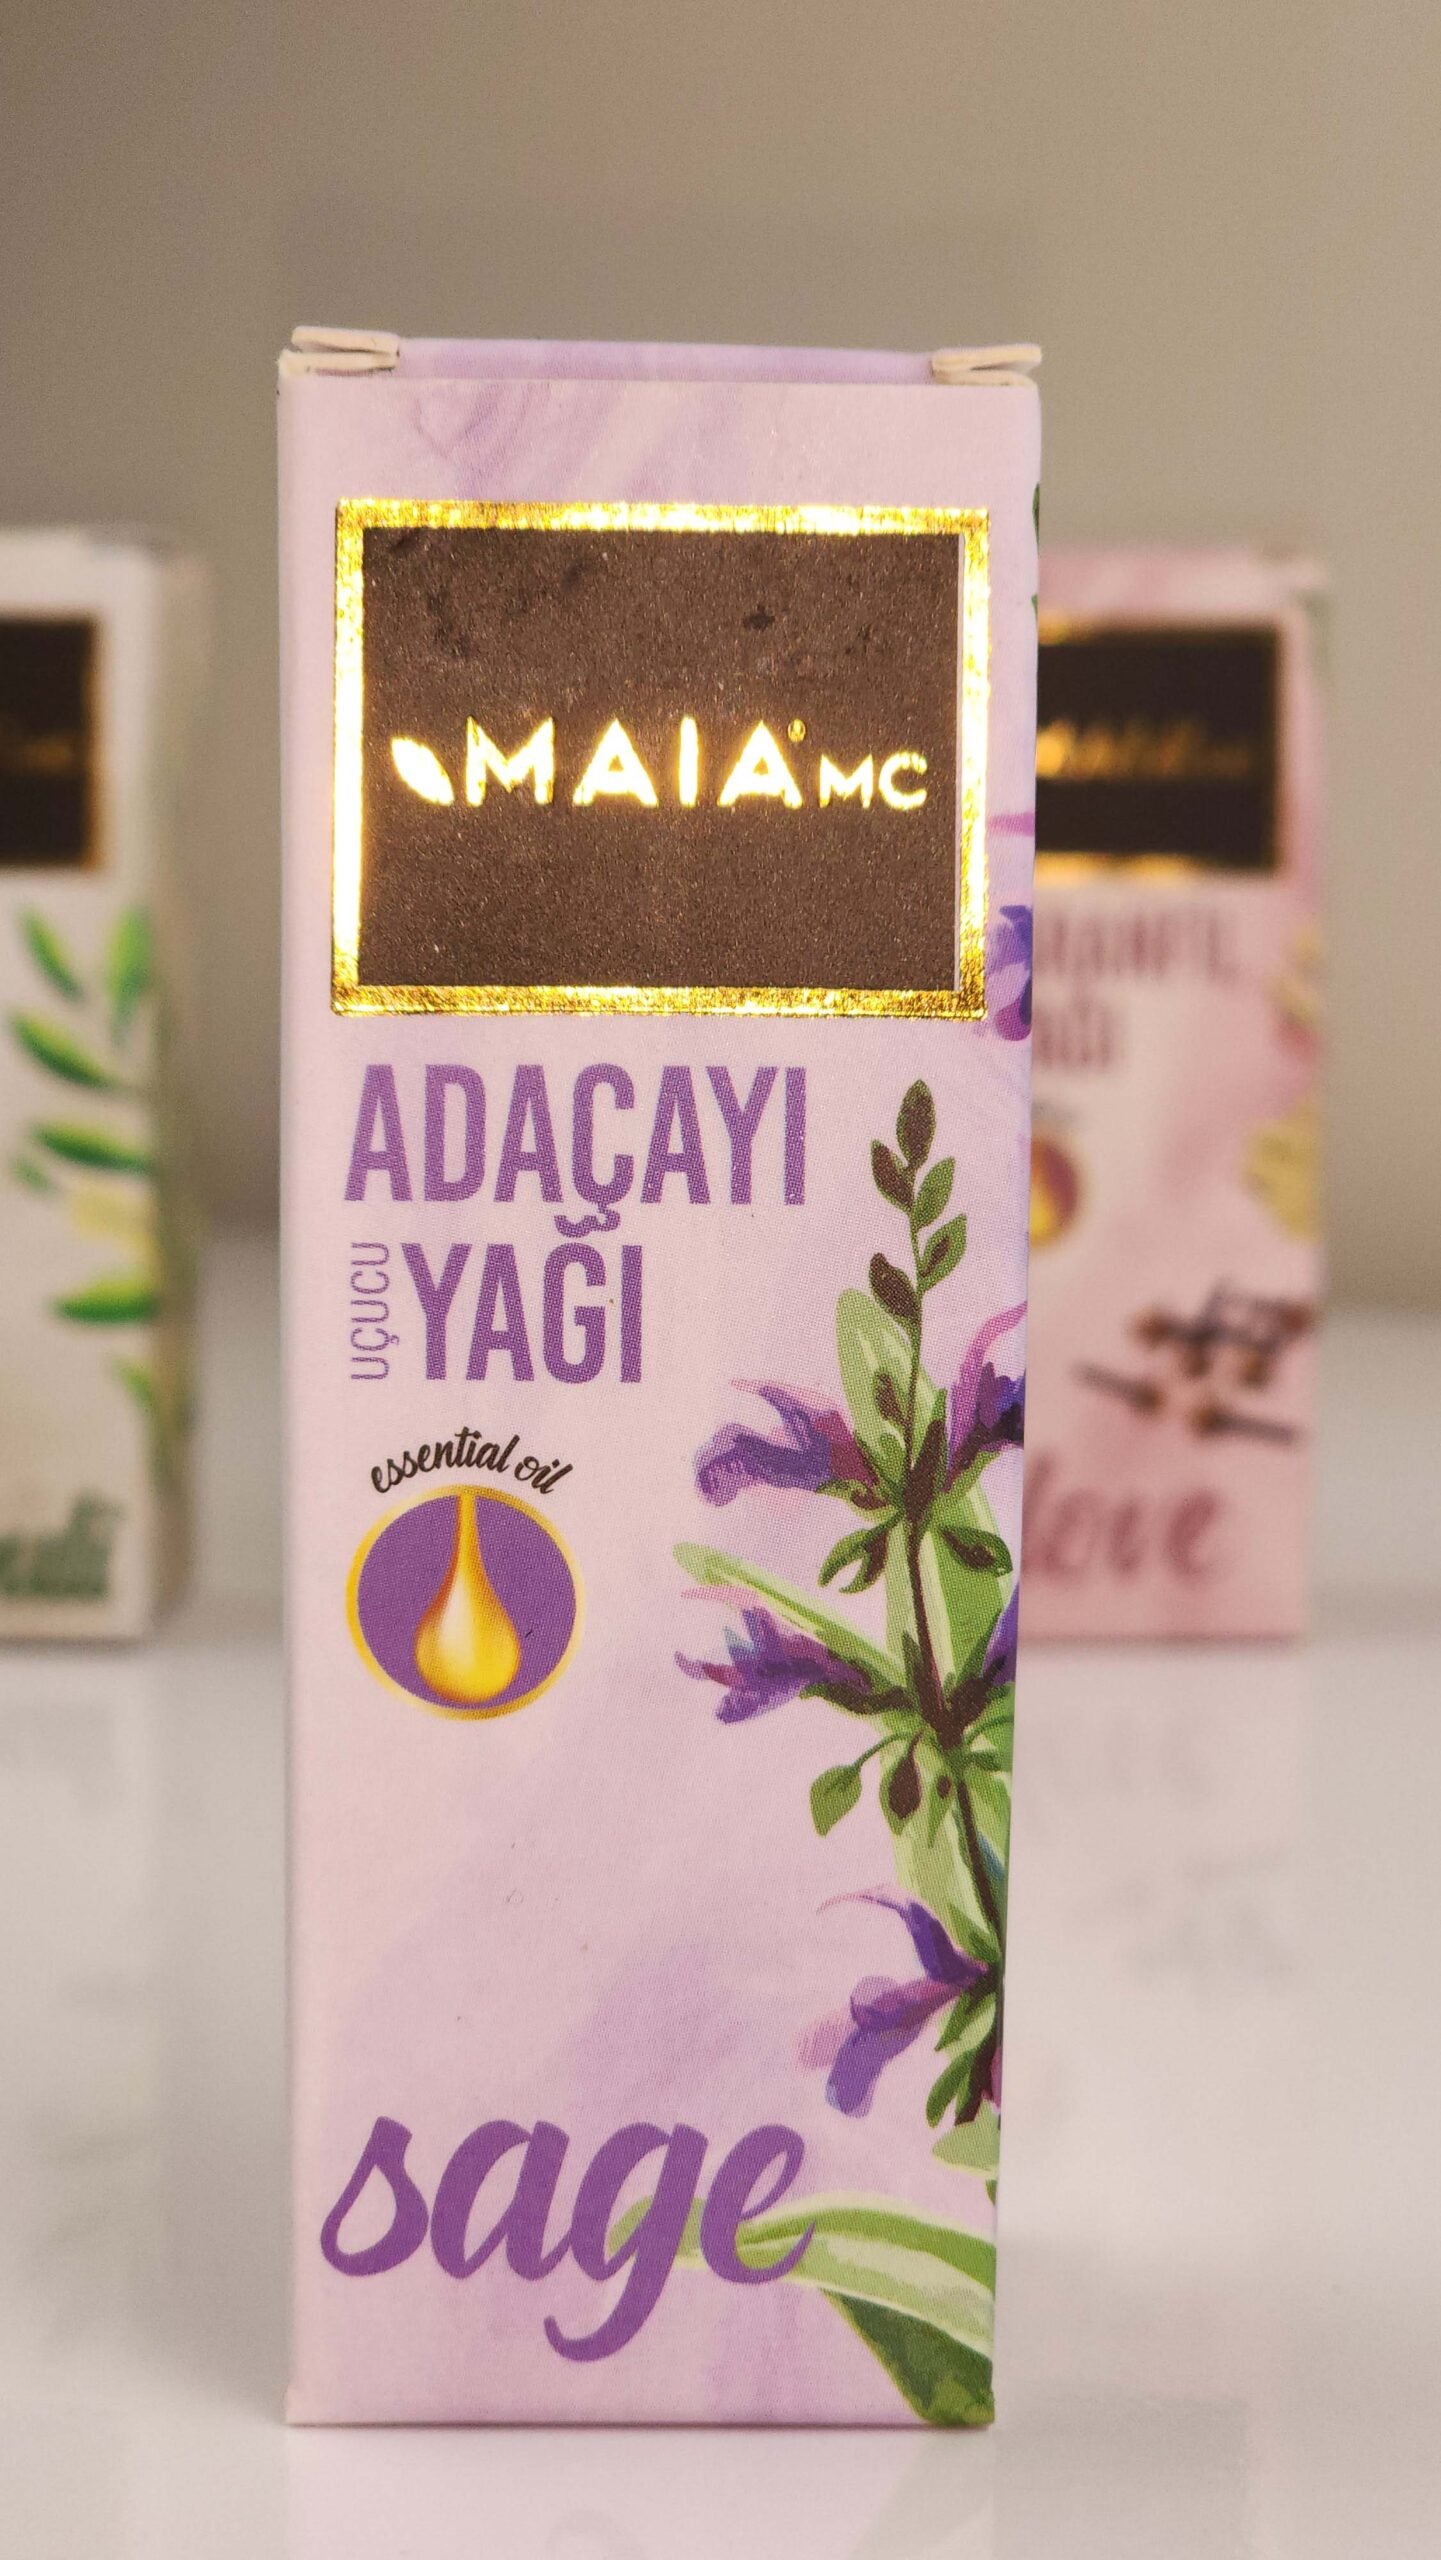 MAIA® MC
ADAÇAYI
UÇUCU YAĞI
essential oil
sage